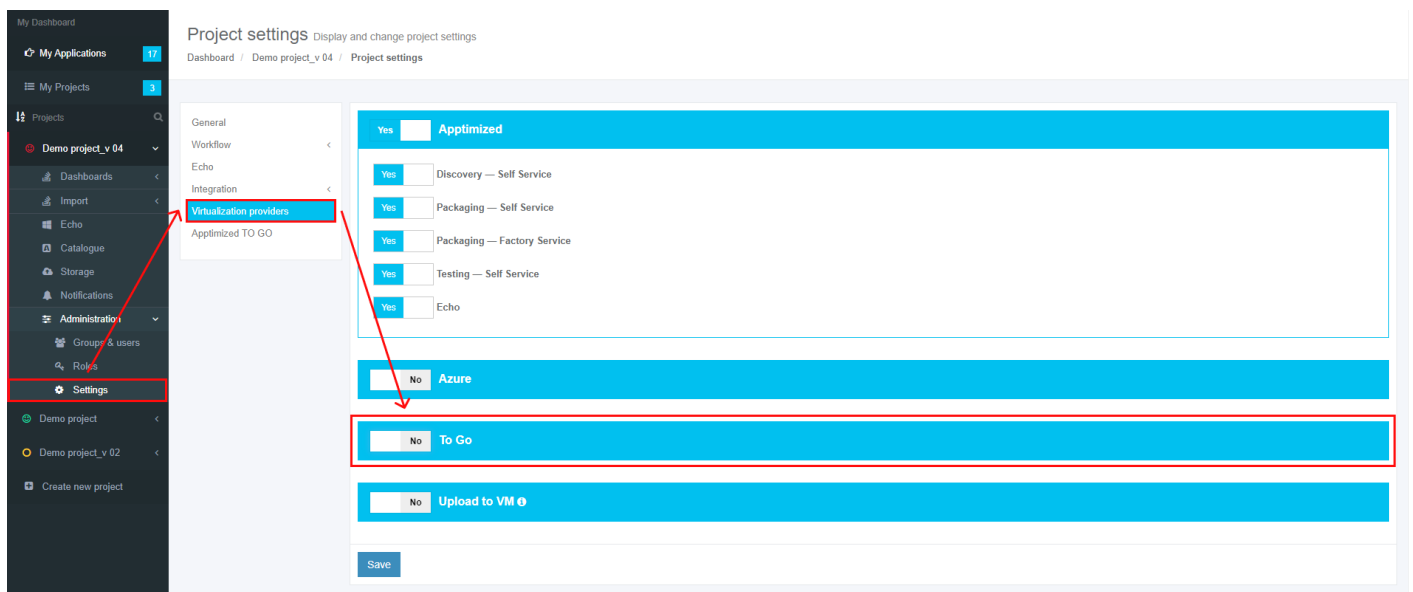 My Dashboard
My Applications 17
My Projects 3
Projects
Demo project_v 04
Dashboards
Import
Echo
Catalogue
Storage
Notifications
Administration
Groups & users
Roles
Settings
Demo project
Demo project_v 02
Create new project
Project settings Display and change project settings
Dashboard / Demo project_v 04 / Project settings
General
Workflow
Echo
Integration
Virtualization providers
Apptimized TO GO
Yes Apptimized
Yes Discovery — Self Service
Yes Packaging — Self Service
Yes Packaging — Factory Service
Yes Testing — Self Service
Yes Echo
No Azure
No To Go
No Upload to VM
Save